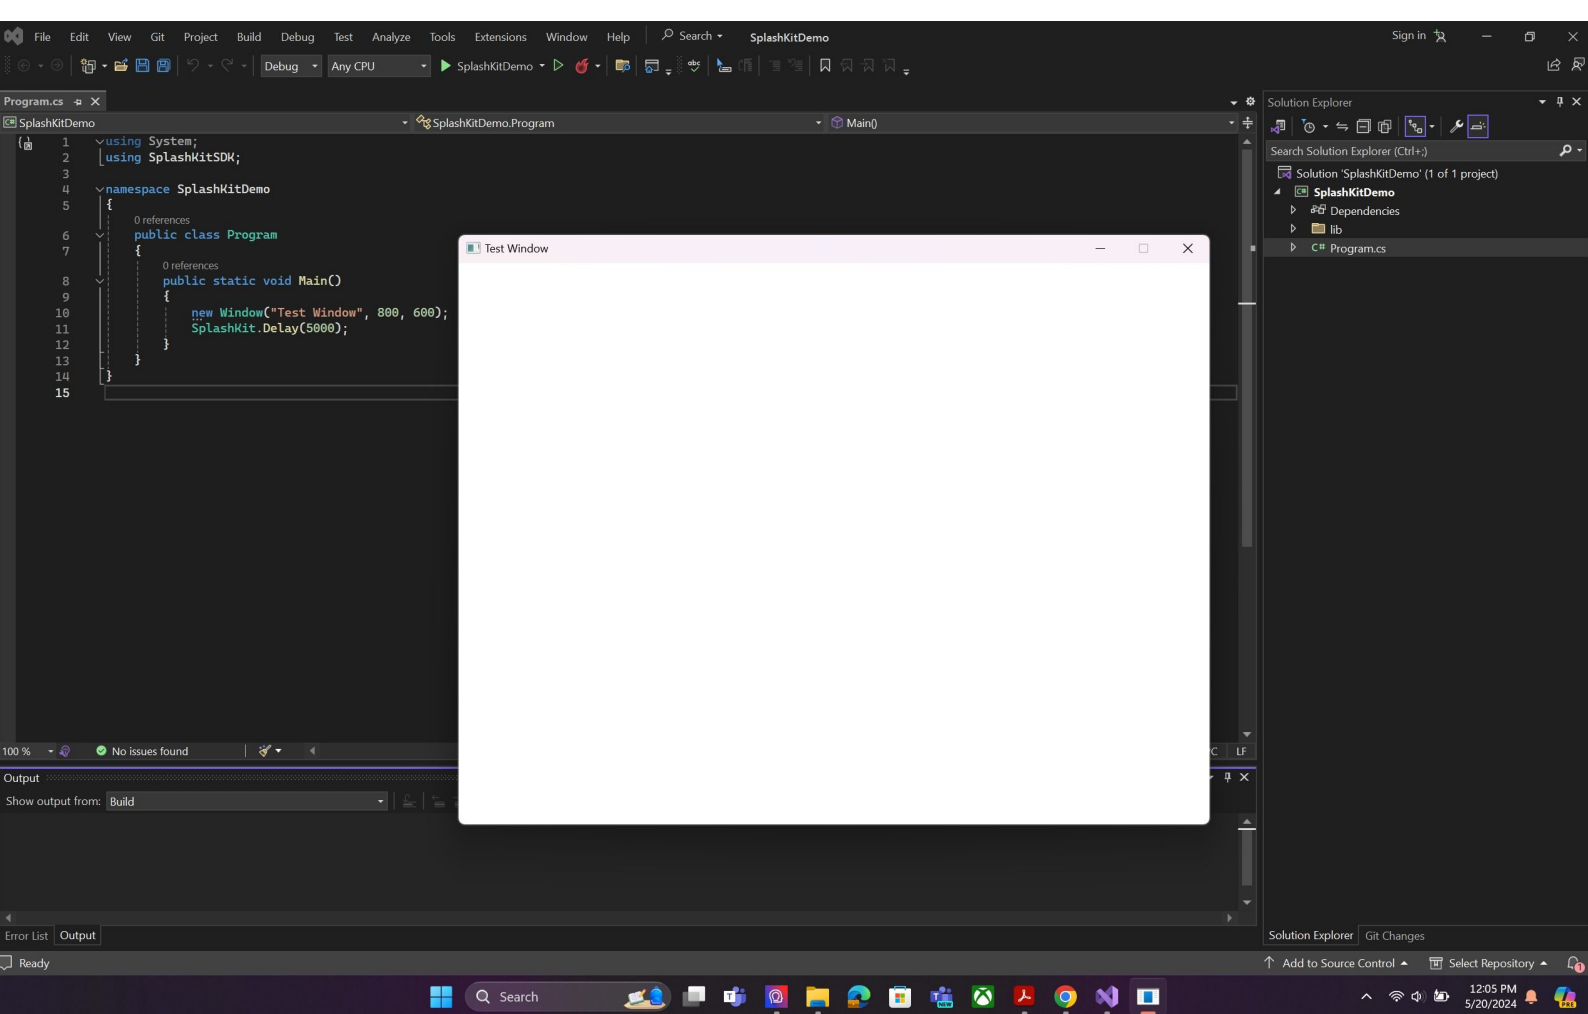 File Edit View Git Project Build Debug Test Analyze Tools Extensions Window Help Search SplashKitDemo Sign in
Debug Any CPU SplashKitDemo
Program.cs
SplashKitDemo SplashKitDemo.Program Main()
1 using System;
2 using SplashKitSDK;
3
4 namespace SplashKitDemo
5 {
0 references
6 public class Program
7 {
0 references
8 public static void Main()
9 {
10 new Window("Test Window", 800, 600);
11 SplashKit.Delay(5000);
12 }
13 }
14 }
15
Test Window
100 % No issues found LF
Output
Show output from: Build
Error List Output
Solution Explorer
Search Solution Explorer (Ctrl+;)
Solution 'SplashKitDemo' (1 of 1 project)
SplashKitDemo
Dependencies
lib
C# Program.cs
Solution Explorer Git Changes
Ready Add to Source Control Select Repository
Search
12:05 PM
5/20/2024